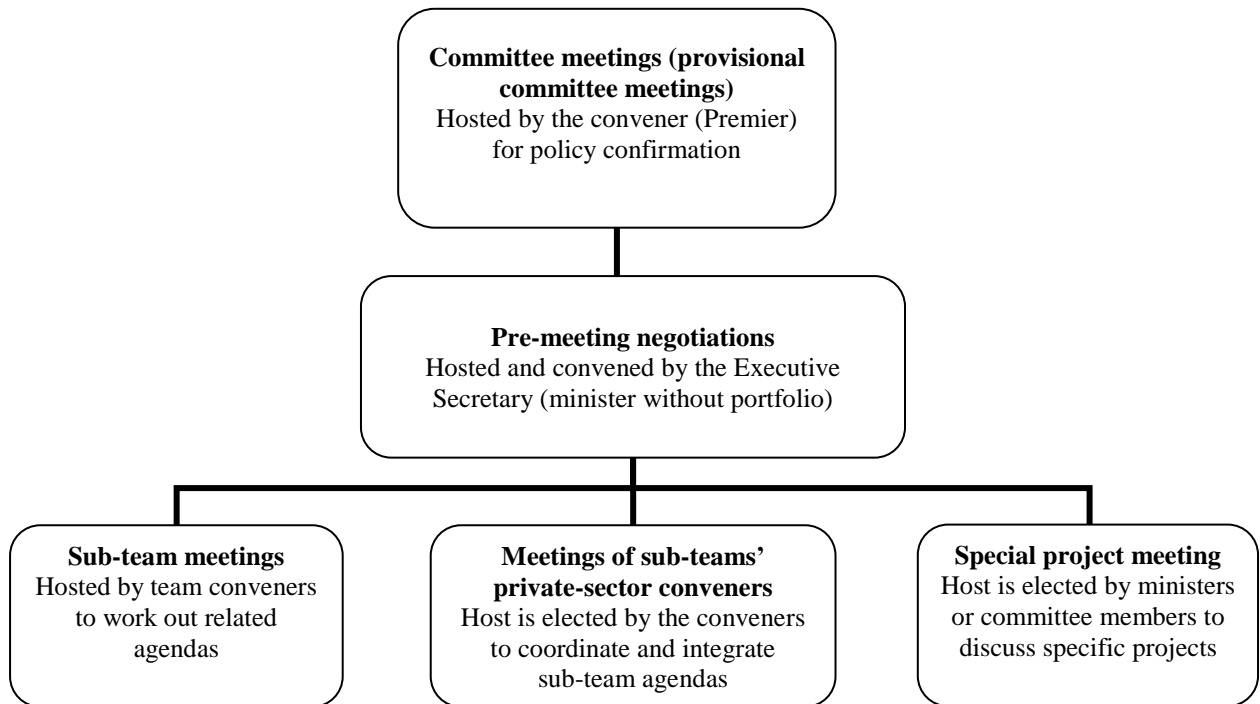 Committee meetings (provisional
committee meetings)
Hosted by the convener (Premier)
for policy confirmation
Pre-meeting negotiations
Hosted and convened by the Executive
Secretary (minister without portfolio)
Sub-team meetings
Hosted by team conveners
to work out related
agendas
Meetings of sub-teams’
private-sector conveners
Host is elected by the conveners
to coordinate and integrate
sub-team agendas
Special project meeting
Host is elected by ministers
or committee members to
discuss specific projects